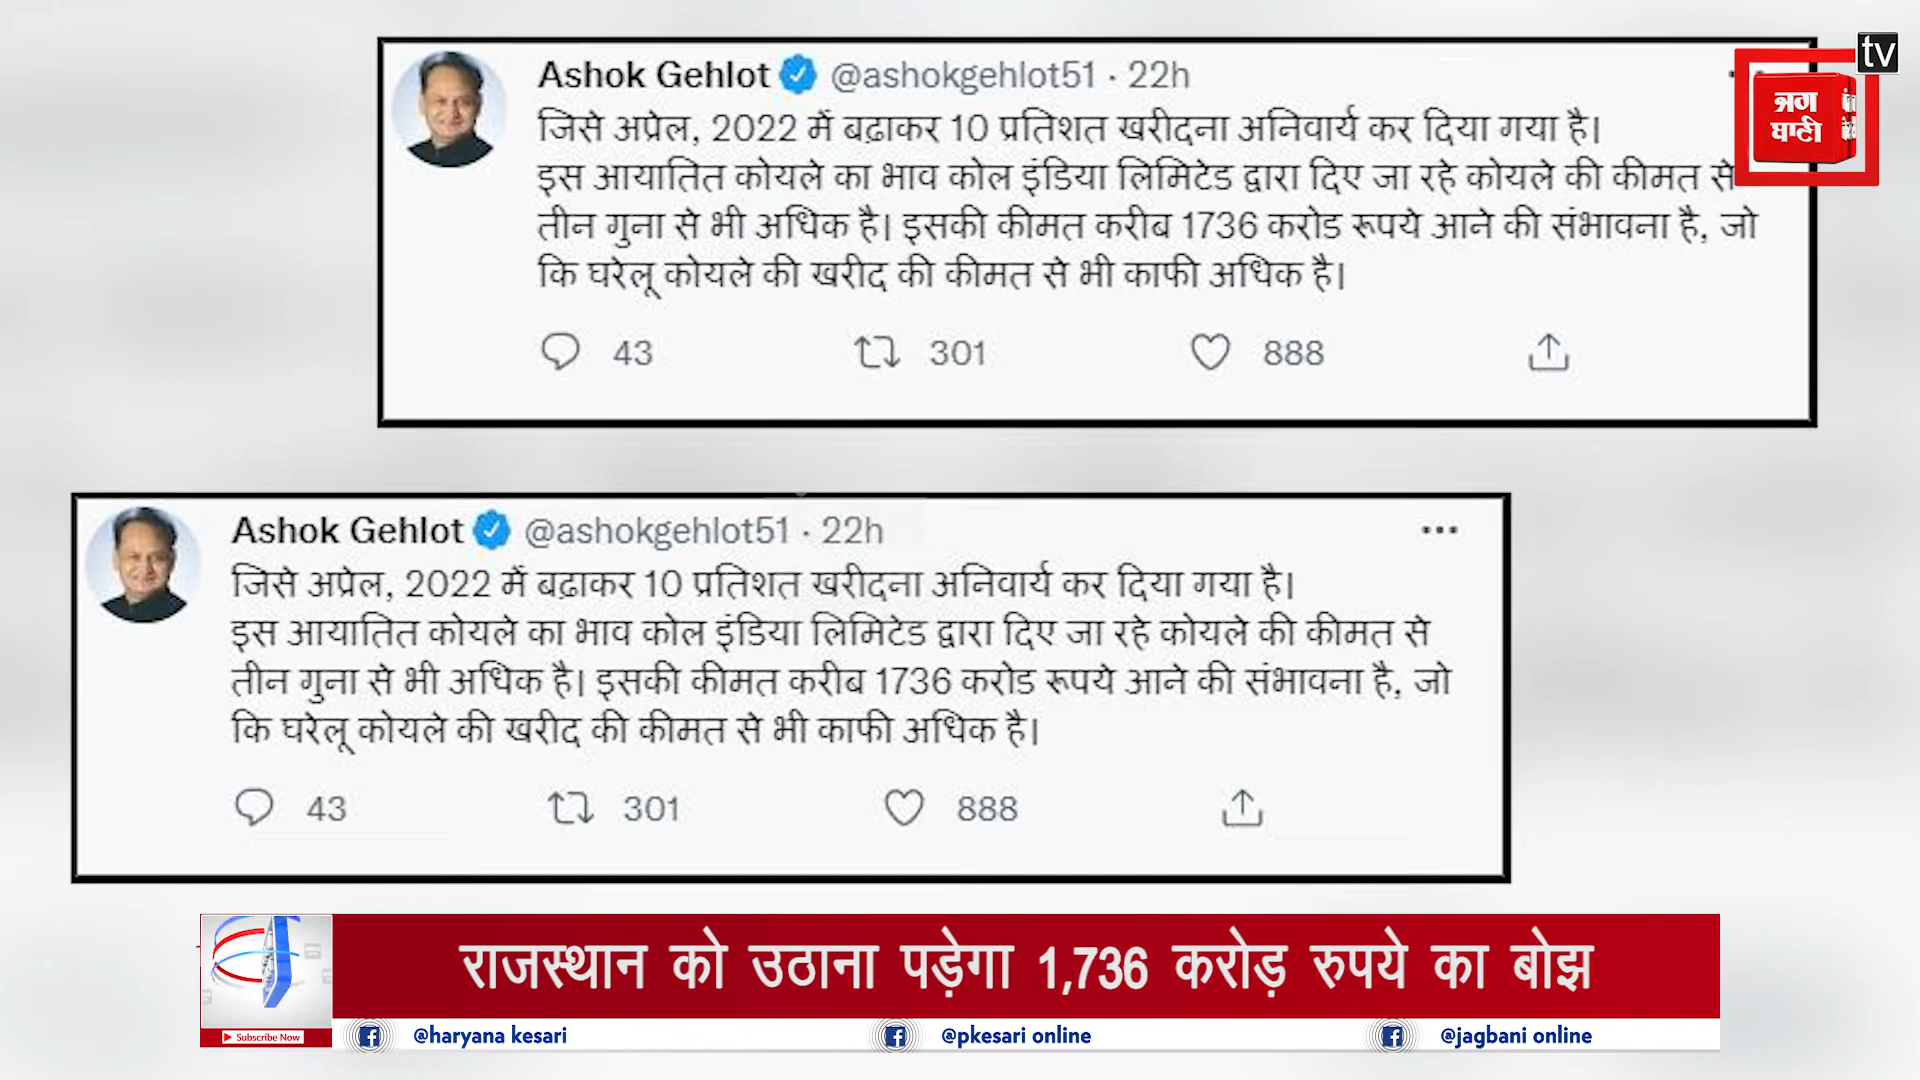 tv
ਜਗ
ਬਾਣੀ
Ashok Gehlot @ashokgehlot51 · 22h
जिसे अप्रेल, 2022 में बढ़ाकर 10 प्रतिशत खरीदना अनिवार्य कर दिया गया है।
इस आयातित कोयले का भाव कोल इंडिया लिमिटेड द्वारा दिए जा रहे कोयले की कीमत से
तीन गुना से भी अधिक है। इसकी कीमत करीब 1736 करोड रूपये आने की संभावना है, जो
कि घरेलू कोयले की खरीद की कीमत से भी काफी अधिक है।
43 301 888
Ashok Gehlot @ashokgehlot51 · 22h
जिसे अप्रेल, 2022 में बढ़ाकर 10 प्रतिशत खरीदना अनिवार्य कर दिया गया है।
इस आयातित कोयले का भाव कोल इंडिया लिमिटेड द्वारा दिए जा रहे कोयले की कीमत से
तीन गुना से भी अधिक है। इसकी कीमत करीब 1736 करोड रूपये आने की संभावना है, जो
कि घरेलू कोयले की खरीद की कीमत से भी काफी अधिक है।
43 301 888
राजस्थान को उठाना पड़ेगा 1,736 करोड़ रुपये का बोझ
Subscribe Now @haryana kesari @pkesari online @jagbani online